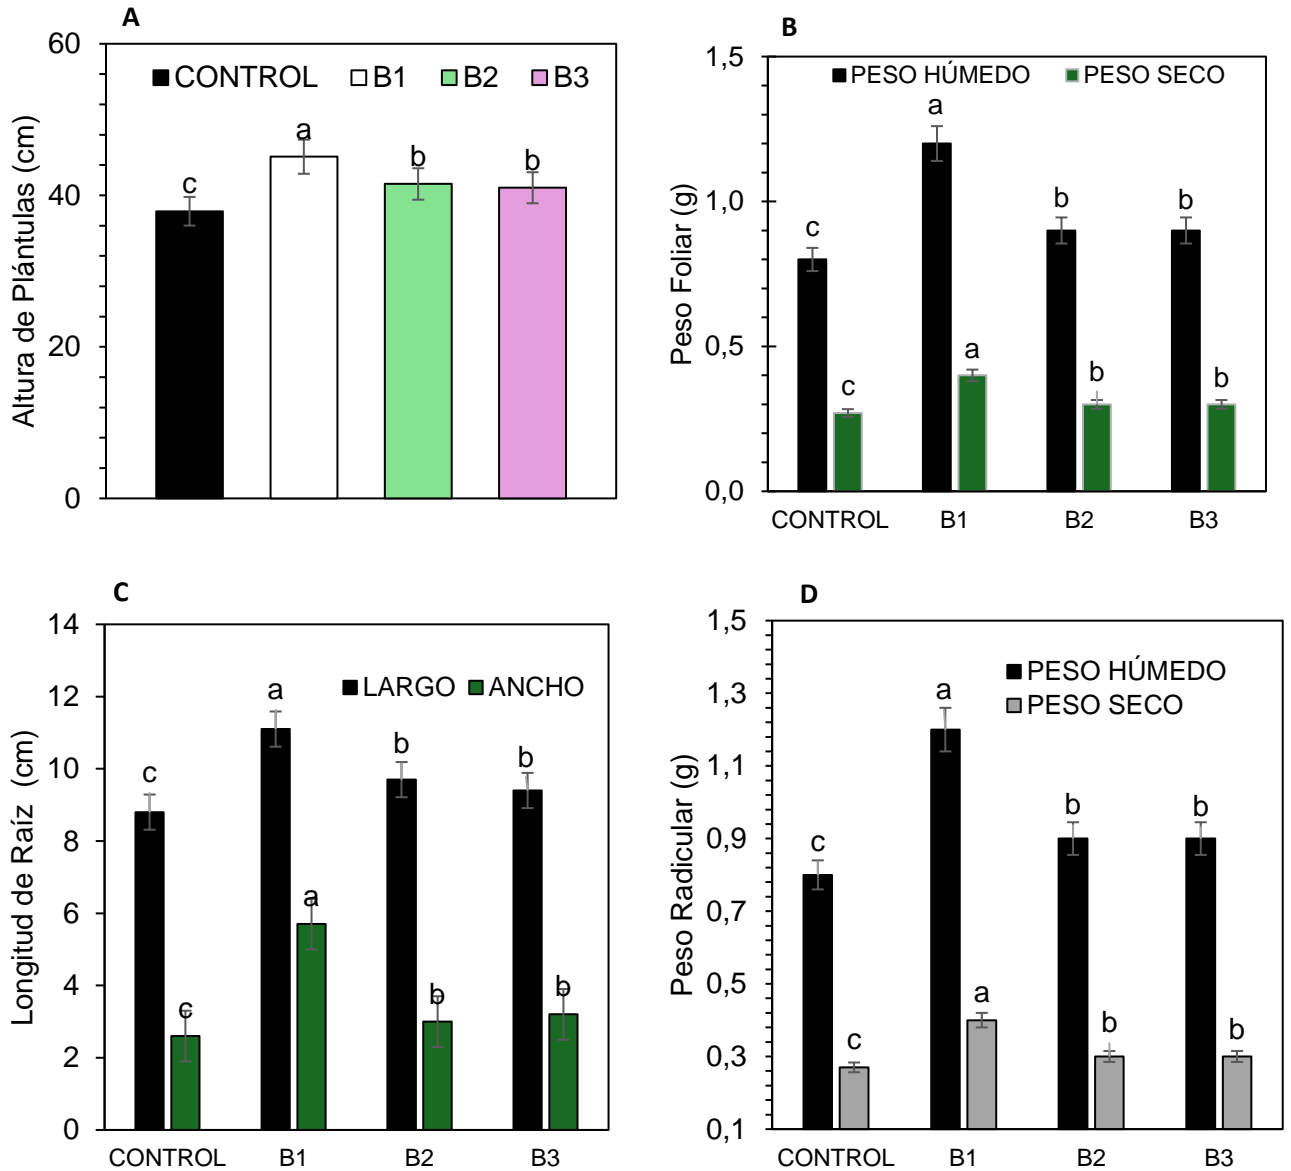 A
Altura de Plántulas (cm)
60
40
20
0
CONTROL B1 B2 B3
c a b b
B
Peso Foliar (g)
1,5
1,0
0,5
0,0
PESO HÚMEDO PESO SECO
c c a a b b b b
CONTROL B1 B2 B3
C
Longitud de Raíz (cm)
14
12
10
8
6
4
2
0
LARGO ANCHO
c c a a b b b b
CONTROL B1 B2 B3
D
Peso Radicular (g)
1,5
1,3
1,1
0,9
0,7
0,5
0,3
0,1
PESO HÚMEDO
PESO SECO
c c a a b b b b
CONTROL B1 B2 B3